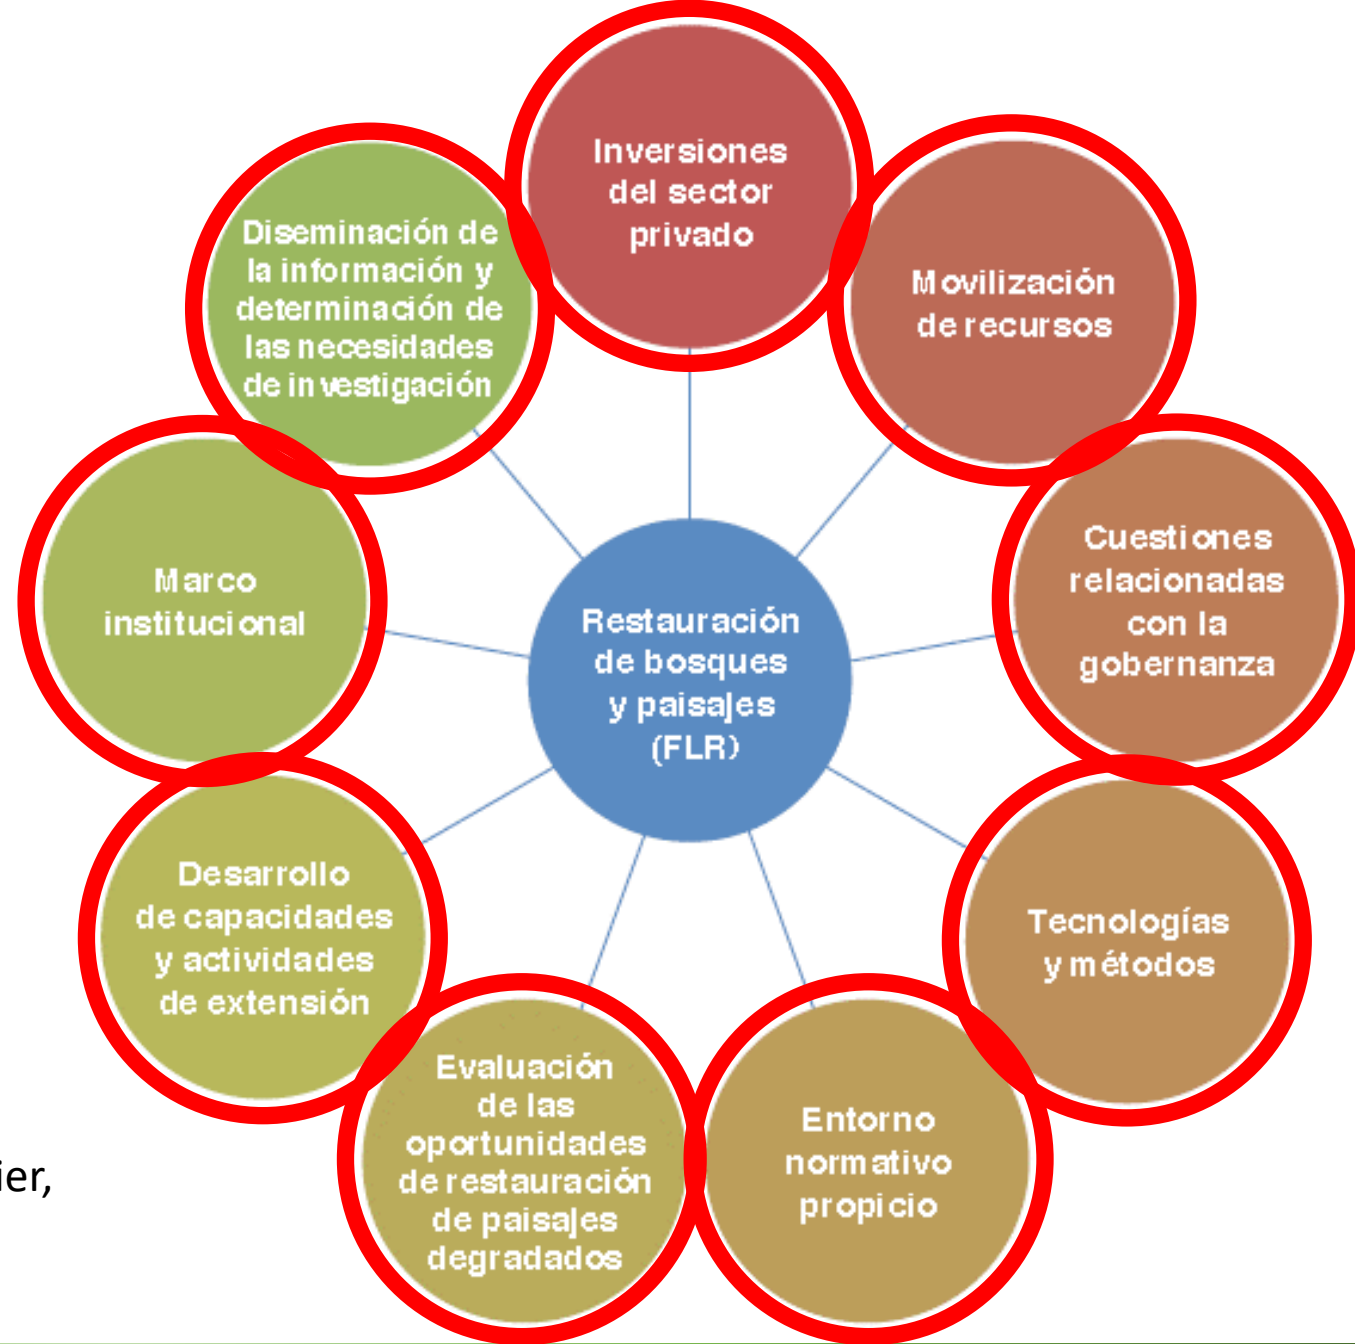 Inversiones
del sector
privado
Movilización
de recursos
Cuestiones
relacionadas
con la
gobernanza
Tecnologías
y métodos
Entorno
normativo
propicio
Evaluación
de las
oportunidades
de restauración
de paisajes
degradados
Desarrollo
de capacidades
y actividades
de extensión
Marco
institucional
Diseminación de
la información y
determinación de
las necesidades
de investigación
Restauración
de bosques
y paisajes
(FLR)
ier,